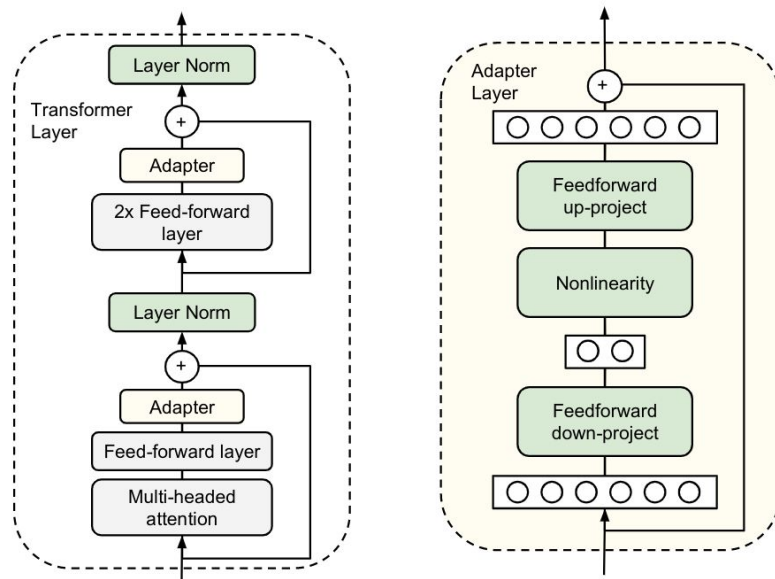 Layer Norm
Transformer
Layer
+
Adapter
2x Feed-forward
layer
Layer Norm
+
Adapter
Feed-forward layer
Multi-headed
attention
Adapter
Layer
+
Feedforward
up-project
Nonlinearity
Feedforward
down-project